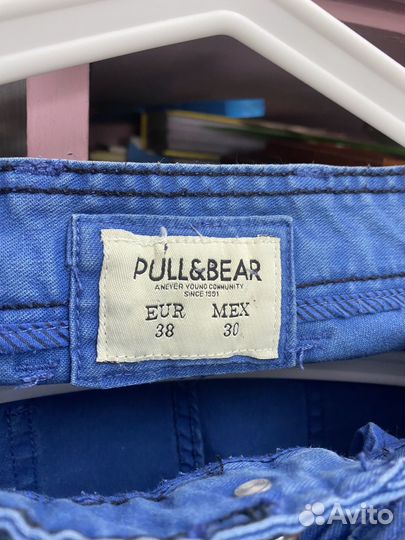 PULL&BEAR
A NEVER YOUNG COMMUNITY
SINCE 1991
EUR MEX
38 30
Avito